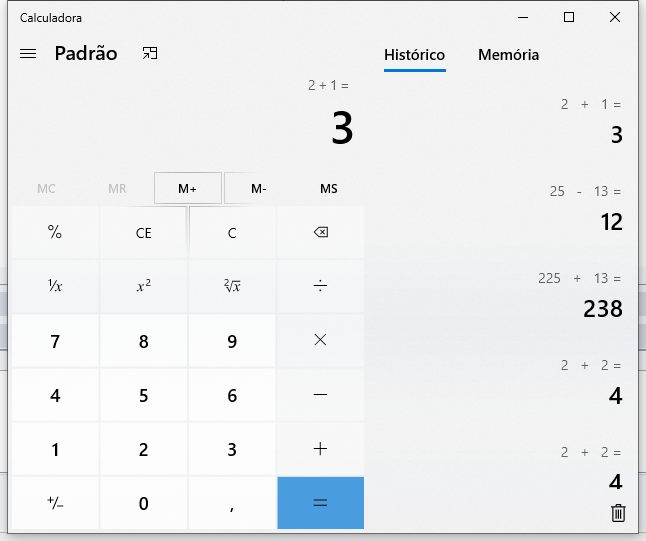 Calculadora
Padrão
Histórico Memória
2 + 1 =
3
MC MR M+ M- MS
% CE C
¹/x x² ²√x ÷
7 8 9 ×
4 5 6 −
1 2 3 +
+/− 0 , =
2 + 1 =
3
25 - 13 =
12
225 + 13 =
238
2 + 2 =
4
2 + 2 =
4